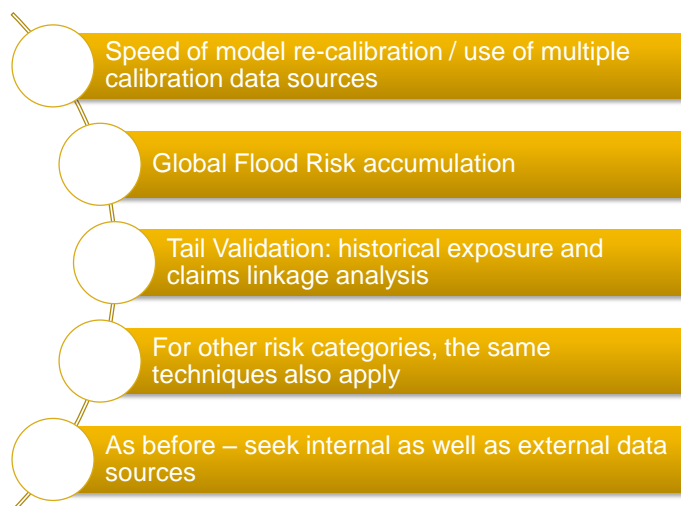 Speed of model re-calibration / use of multiple
calibration data sources
Global Flood Risk accumulation
Tail Validation: historical exposure and
claims linkage analysis
For other risk categories, the same
techniques also apply
As before – seek internal as well as external data
sources